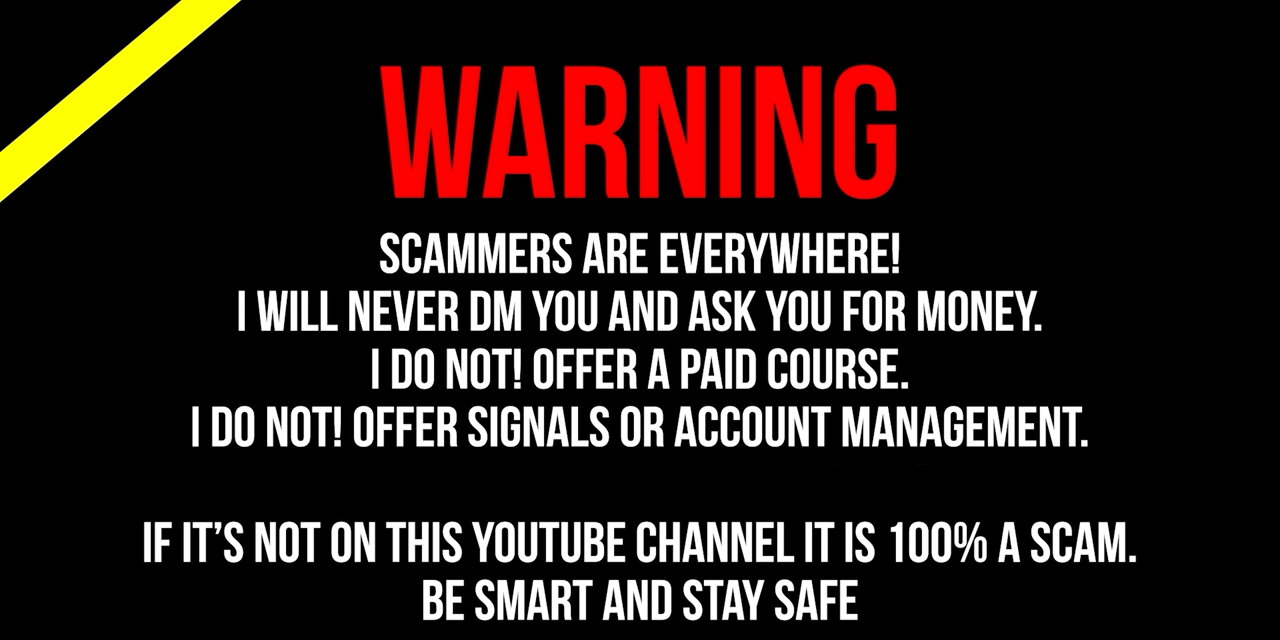 WARNING
SCAMMERS ARE EVERYWHERE!
I WILL NEVER DM YOU AND ASK YOU FOR MONEY.
I DO NOT! OFFER A PAID COURSE.
I DO NOT! OFFER SIGNALS OR ACCOUNT MANAGEMENT.
IF IT’S NOT ON THIS YOUTUBE CHANNEL IT IS 100% A SCAM.
BE SMART AND STAY SAFE